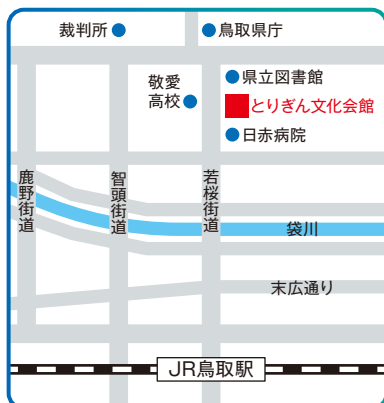 裁判所
鳥取県庁
県立図書館
敬愛
高校
とりぎん文化会館
日赤病院
鹿野街道
智頭街道
若桜街道
袋川
末広通り
JR鳥取駅